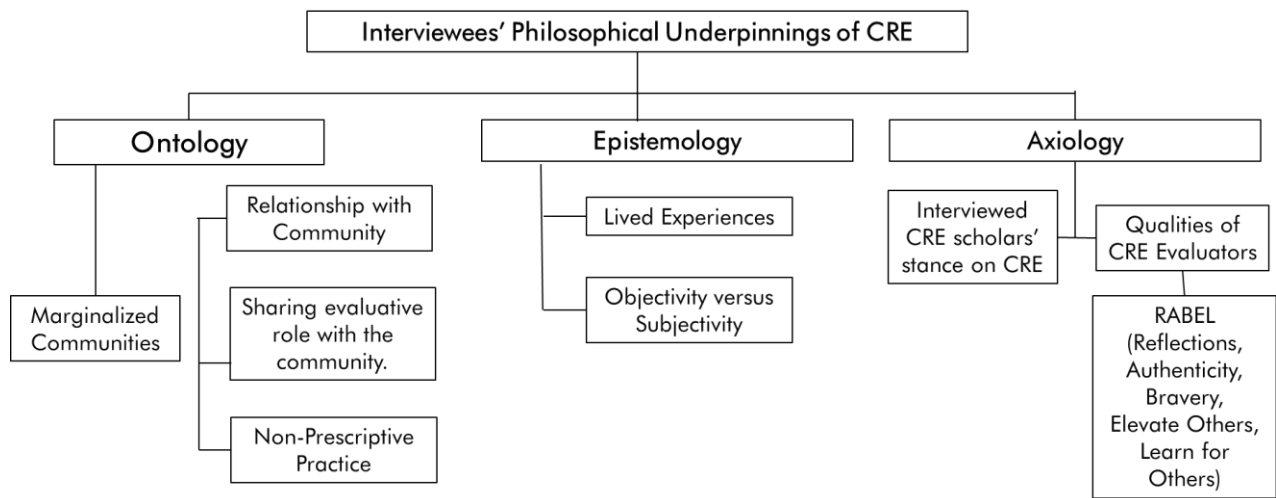 Interviewees' Philosophical Underpinnings of CRE
Ontology
Epistemology
Axiology
Marginalized
Communities
Relationship with
Community
Sharing evaluative
role with the
community.
Non-Prescriptive
Practice
Lived Experiences
Objectivity versus
Subjectivity
Interviewed
CRE scholars'
stance on CRE
Qualities of
CRE Evaluators
RABEL
(Reflections,
Authenticity,
Bravery,
Elevate Others,
Learn for
Others)